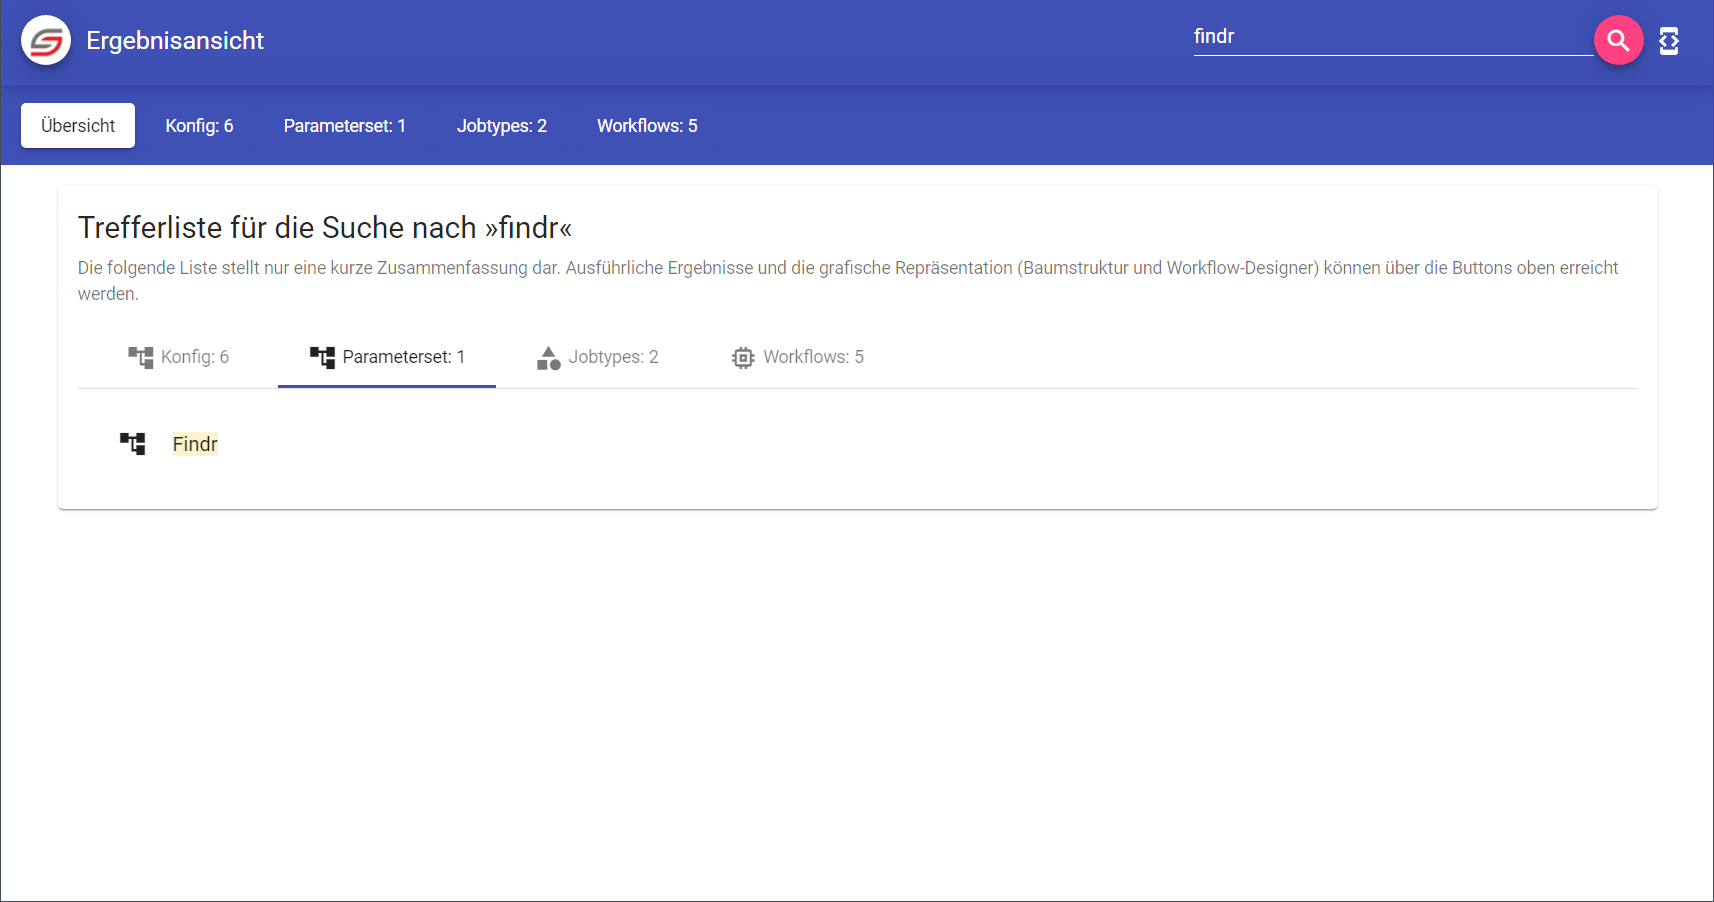 Ergebnisansicht
findr
Übersicht
Konfig: 6
Parameterset: 1
Jobtypes: 2
Workflows: 5
Trefferliste für die Suche nach »findr«
Die folgende Liste stellt nur eine kurze Zusammenfassung dar. Ausführliche Ergebnisse und die grafische Repräsentation (Baumstruktur und Workflow-Designer) können über die Buttons oben erreicht
werden.
Konfig: 6
Parameterset: 1
Jobtypes: 2
Workflows: 5
Findr